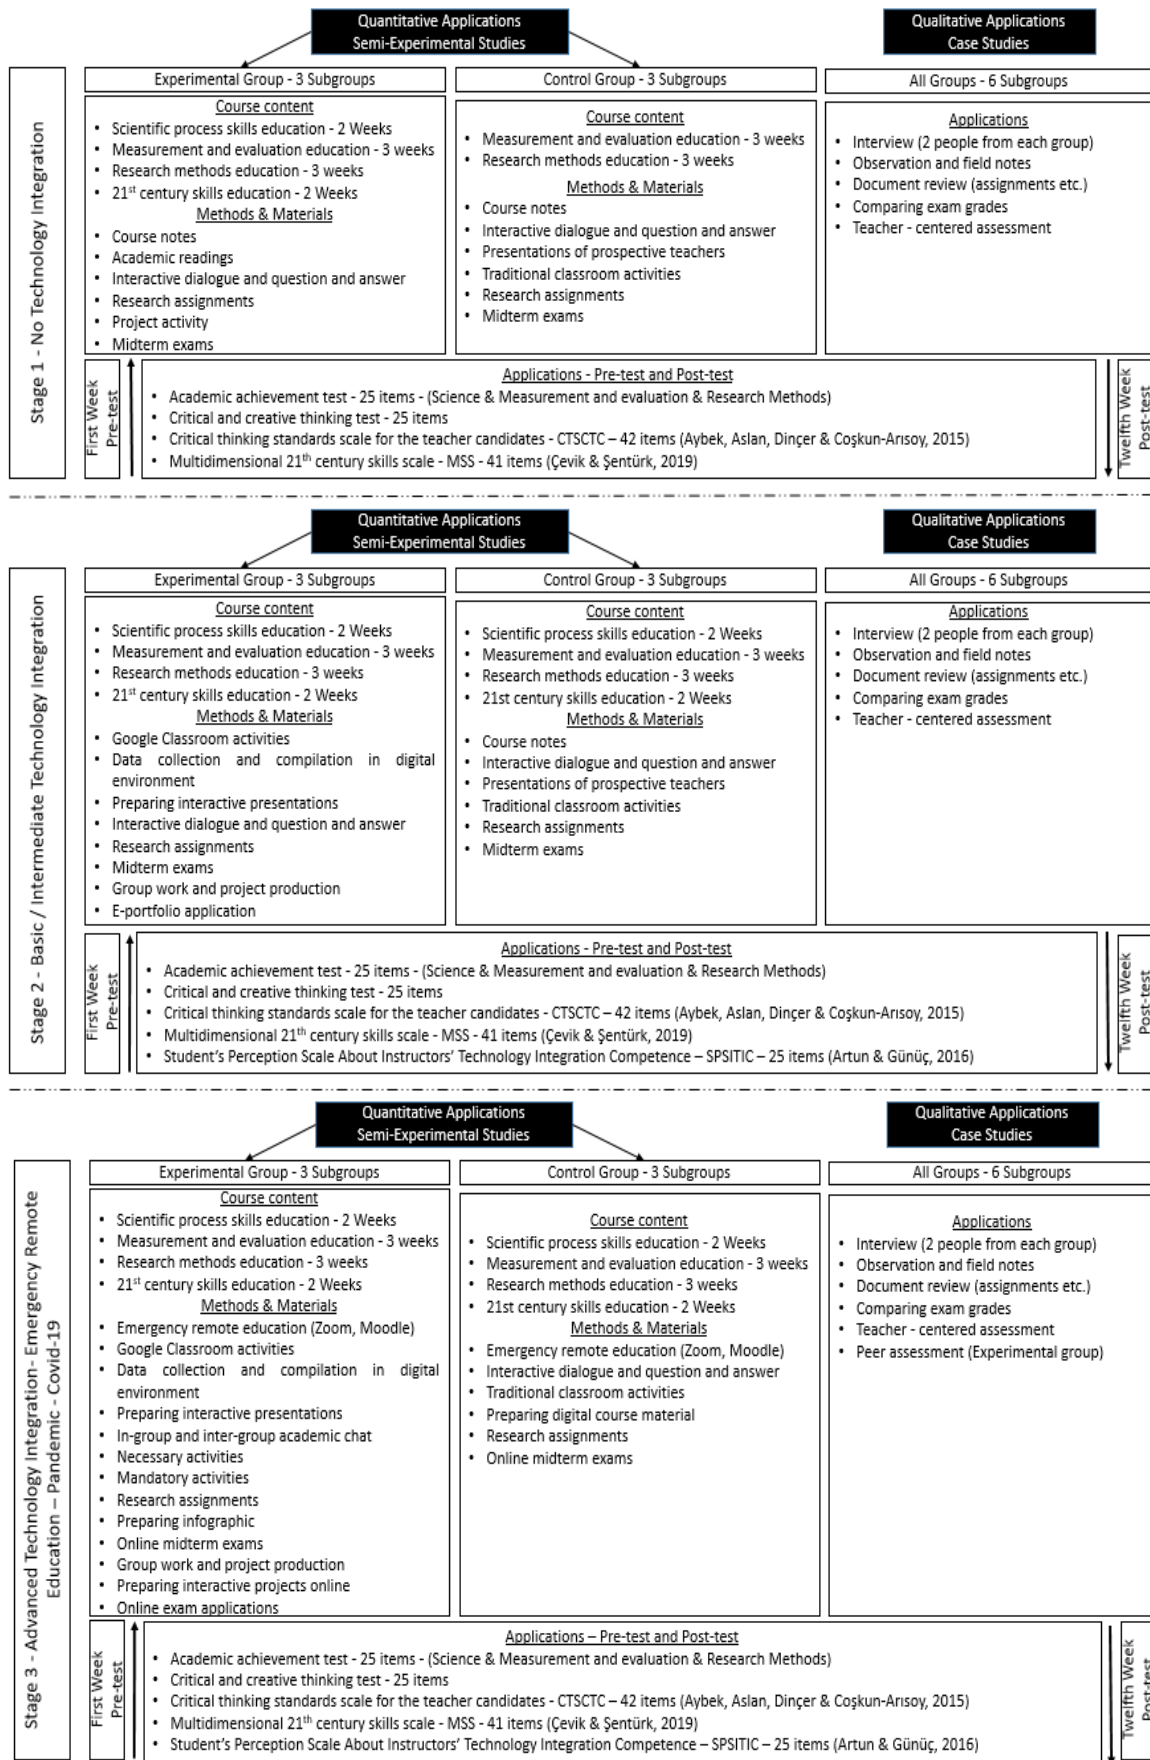 Quantitative Applications
Semi-Experimental Studies
Qualitative Applications
Case Studies
Stage 1 - No Technology Integration
Experimental Group - 3 Subgroups
Course content
• Scientific process skills education - 2 Weeks
• Measurement and evaluation education - 3 weeks
• Research methods education - 3 weeks
• 21st century skills education - 2 Weeks
Methods & Materials
• Course notes
• Academic readings
• Interactive dialogue and question and answer
• Research assignments
• Project activity
• Midterm exams
Control Group - 3 Subgroups
Course content
• Measurement and evaluation education - 3 weeks
• Research methods education - 3 weeks
Methods & Materials
• Course notes
• Interactive dialogue and question and answer
• Presentations of prospective teachers
• Traditional classroom activities
• Research assignments
• Midterm exams
All Groups - 6 Subgroups
Applications
• Interview (2 people from each group)
• Observation and field notes
• Document review (assignments etc.)
• Comparing exam grades
• Teacher - centered assessment
First Week
Pre-test
Applications - Pre-test and Post-test
• Academic achievement test - 25 items - (Science & Measurement and evaluation & Research Methods)
• Critical and creative thinking test - 25 items
• Critical thinking standards scale for the teacher candidates - CTSCTC – 42 items (Aybek, Aslan, Dinçer & Coşkun-Arısoy, 2015)
• Multidimensional 21th century skills scale - MSS - 41 items (Çevik & Şentürk, 2019)
Twelfth Week
Post-test
Quantitative Applications
Semi-Experimental Studies
Qualitative Applications
Case Studies
Stage 2 - Basic / Intermediate Technology Integration
Experimental Group - 3 Subgroups
Course content
• Scientific process skills education - 2 Weeks
• Measurement and evaluation education - 3 weeks
• Research methods education - 3 weeks
• 21st century skills education - 2 Weeks
Methods & Materials
• Google Classroom activities
• Data collection and compilation in digital
environment
• Preparing interactive presentations
• Interactive dialogue and question and answer
• Research assignments
• Midterm exams
• Group work and project production
• E-portfolio application
Control Group - 3 Subgroups
Course content
• Scientific process skills education - 2 Weeks
• Measurement and evaluation education - 3 weeks
• Research methods education - 3 weeks
• 21st century skills education - 2 Weeks
Methods & Materials
• Course notes
• Interactive dialogue and question and answer
• Presentations of prospective teachers
• Traditional classroom activities
• Research assignments
• Midterm exams
All Groups - 6 Subgroups
Applications
• Interview (2 people from each group)
• Observation and field notes
• Document review (assignments etc.)
• Comparing exam grades
• Teacher - centered assessment
First Week
Pre-test
Applications - Pre-test and Post-test
• Academic achievement test - 25 items - (Science & Measurement and evaluation & Research Methods)
• Critical and creative thinking test - 25 items
• Critical thinking standards scale for the teacher candidates - CTSCTC – 42 items (Aybek, Aslan, Dinçer & Coşkun-Arısoy, 2015)
• Multidimensional 21th century skills scale - MSS - 41 items (Çevik & Şentürk, 2019)
• Student's Perception Scale About Instructors' Technology Integration Competence – SPSITIC – 25 items (Artun & Günüç, 2016)
Twelfth Week
Post-test
Quantitative Applications
Semi-Experimental Studies
Qualitative Applications
Case Studies
Stage 3 - Advanced Technology Integration- Emergency Remote
Education – Pandemic - Covid-19
Experimental Group - 3 Subgroups
Course content
• Scientific process skills education - 2 Weeks
• Measurement and evaluation education - 3 weeks
• Research methods education - 3 weeks
• 21st century skills education - 2 Weeks
Methods & Materials
• Emergency remote education (Zoom, Moodle)
• Google Classroom activities
• Data collection and compilation in digital
environment
• Preparing interactive presentations
• In-group and inter-group academic chat
• Necessary activities
• Mandatory activities
• Research assignments
• Preparing infographic
• Online midterm exams
• Group work and project production
• Preparing interactive projects online
• Online exam applications
Control Group - 3 Subgroups
Course content
• Scientific process skills education - 2 Weeks
• Measurement and evaluation education - 3 weeks
• Research methods education - 3 weeks
• 21st century skills education - 2 Weeks
Methods & Materials
• Emergency remote education (Zoom, Moodle)
• Interactive dialogue and question and answer
• Traditional classroom activities
• Preparing digital course material
• Research assignments
• Online midterm exams
All Groups - 6 Subgroups
Applications
• Interview (2 people from each group)
• Observation and field notes
• Document review (assignments etc.)
• Comparing exam grades
• Teacher - centered assessment
• Peer assessment (Experimental group)
First Week
Pre-test
Applications – Pre-test and Post-test
• Academic achievement test - 25 items - (Science & Measurement and evaluation & Research Methods)
• Critical and creative thinking test - 25 items
• Critical thinking standards scale for the teacher candidates - CTSCTC – 42 items (Aybek, Aslan, Dinçer & Coşkun-Arısoy, 2015)
• Multidimensional 21th century skills scale - MSS - 41 items (Çevik & Şentürk, 2019)
• Student's Perception Scale About Instructors' Technology Integration Competence – SPSITIC – 25 items (Artun & Günüç, 2016)
Twelfth Week
Post-test